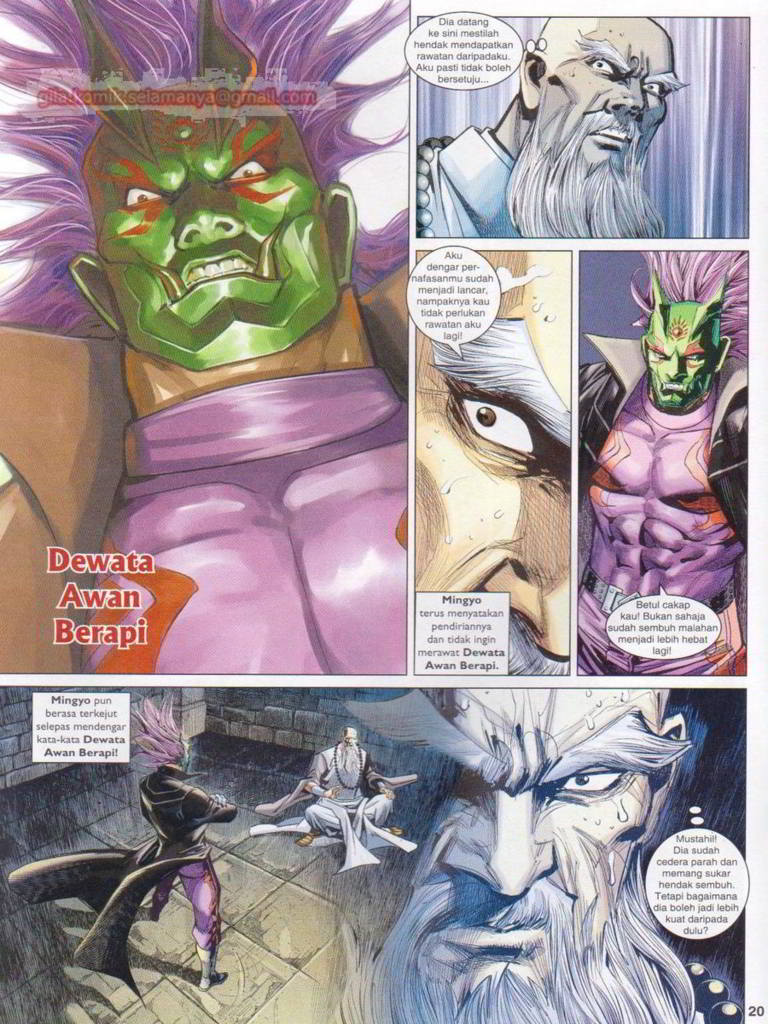 gila.komik.selamanya@gmail.com
Dewata
Awan
Berapi
Dia datang
ke sini mestilah
hendak mendapatkan
rawatan daripadaku.
Aku pasti tidak boleh
bersetuju...
Aku
dengar per-
nafasanmu sudah
menjadi lancar,
nampaknya kau
tidak perlukan
rawatan aku
lagi!
Mingyo
terus menyatakan
pendiriannya
dan tidak ingin
merawat Dewata
Awan Berapi.
Betul cakap
kau! Bukan sahaja
sudah sembuh malahan
menjadi lebih hebat
lagi!
Mingyo pun
berasa terkejut
selepas mendengar
kata-kata Dewata
Awan Berapi!
Mustahil!
Dia sudah
cedera parah dan
memang sukar
hendak sembuh.
Tetapi bagaimana
dia boleh jadi lebih
kuat daripada
dulu?
20